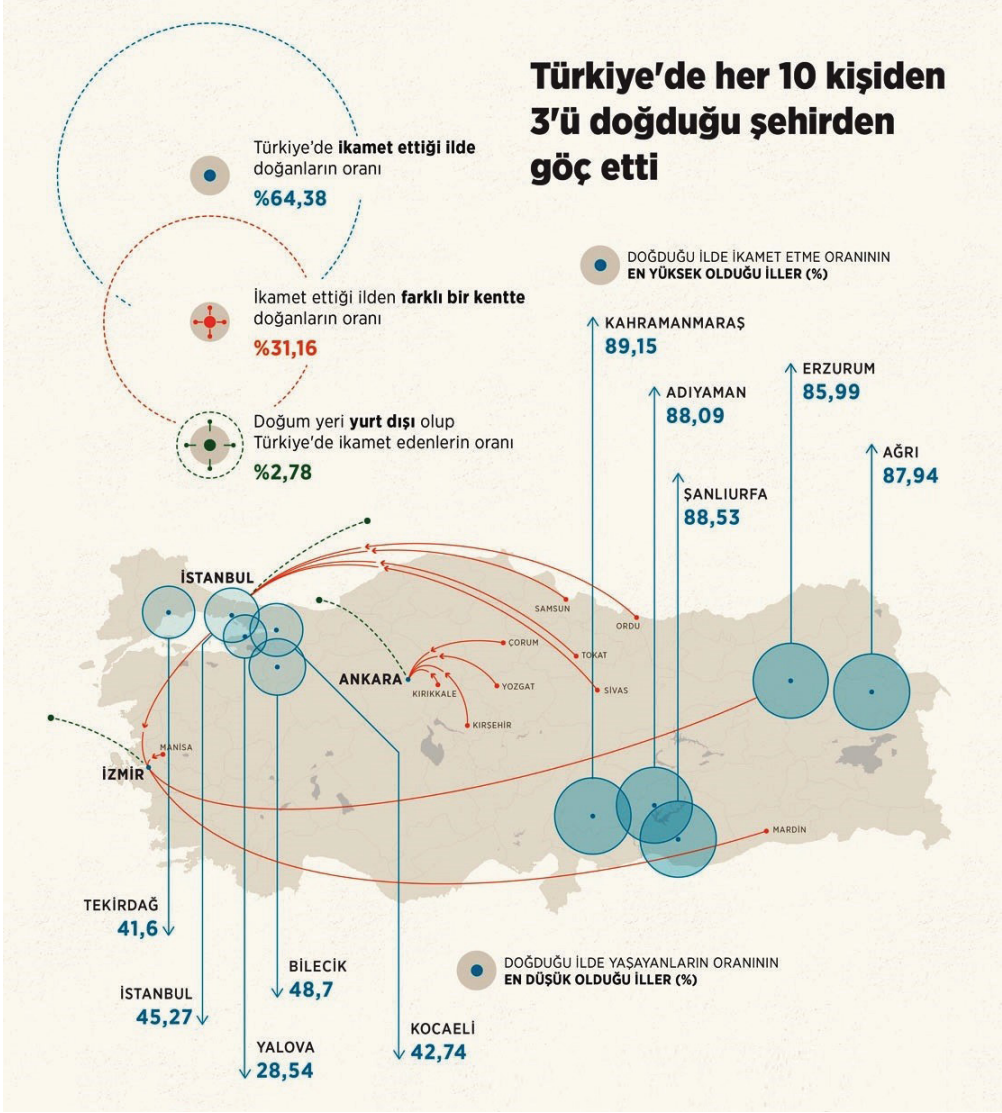 Türkiye'de her 10 kişiden
3'ü doğduğu şehirden
göç etti
Türkiye'de ikamet ettiği ilde
doğanların oranı
%64,38
İkamet ettiği ilden farklı bir kentte
doğanların oranı
%31,16
Doğum yeri yurt dışı olup
Türkiye'de ikamet edenlerin oranı
%2,78
DOĞDUĞU İLDE İKAMET ETME ORANININ
EN YÜKSEK OLDUĞU İLLER (%)
KAHRAMANMARAŞ
89,15
ADIYAMAN
88,09
ŞANLIURFA
88,53
ERZURUM
85,99
AĞRI
87,94
İSTANBUL
SAMSUN
ORDU
ÇORUM
TOKAT
ANKARA
KIRIKKALE
YOZGAT
SİVAS
KIRŞEHİR
MANİSA
İZMİR
MARDİN
TEKİRDAĞ
41,6
İSTANBUL
45,27
YALOVA
28,54
BİLECİK
48,7
KOCAELİ
42,74
DOĞDUĞU İLDE YAŞAYANLARIN ORANININ
EN DÜŞÜK OLDUĞU İLLER (%)